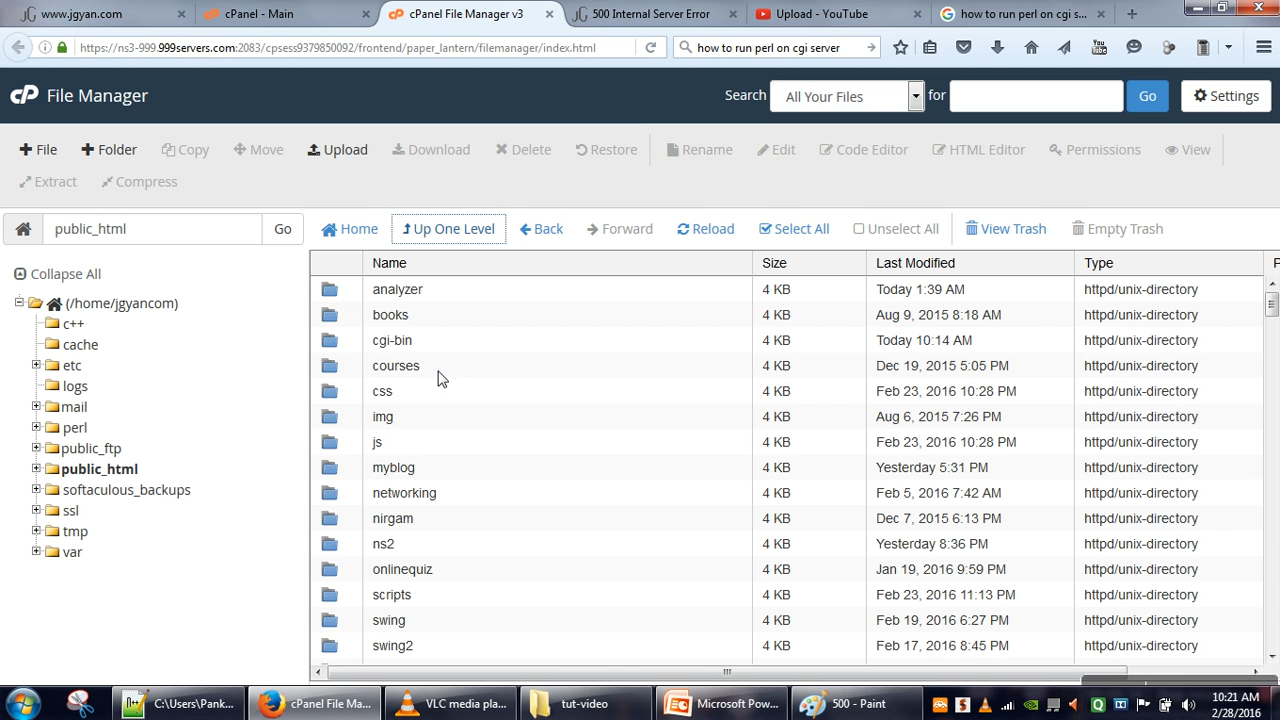 www.jgyan.com
cPanel - Main
cPanel File Manager v3
500 Internal Server Error
Upload - YouTube
how to run perl on cgi s...
https://ns3-999.999servers.com:2083/cpsess9379850092/frontend/paper_lantern/filemanager/index.html
how to run perl on cgi server
File Manager
Search All Your Files for Go Settings
File Folder Copy Move Upload Download Delete Restore Rename Edit Code Editor HTML Editor Permissions View
Extract Compress
public_html Go Home Up One Level Back Forward Reload Select All Unselect All View Trash Empty Trash
Collapse All
(/home/jgyancom)
c++
cache
etc
logs
mail
perl
public_ftp
public_html
softaculous_backups
ssl
tmp
var
Name Size Last Modified Type P
analyzer 4 KB Today 1:39 AM httpd/unix-directory
books 4 KB Aug 9, 2015 8:18 AM httpd/unix-directory
cgi-bin 4 KB Today 10:14 AM httpd/unix-directory
courses 4 KB Dec 19, 2015 5:05 PM httpd/unix-directory
css 4 KB Feb 23, 2016 10:28 PM httpd/unix-directory
img 4 KB Aug 6, 2015 7:26 PM httpd/unix-directory
js 4 KB Feb 23, 2016 10:28 PM httpd/unix-directory
myblog 4 KB Yesterday 5:31 PM httpd/unix-directory
networking 4 KB Feb 5, 2016 7:42 AM httpd/unix-directory
nirgam 4 KB Dec 7, 2015 6:13 PM httpd/unix-directory
ns2 4 KB Yesterday 8:36 PM httpd/unix-directory
onlinequiz 4 KB Jan 19, 2016 9:59 PM httpd/unix-directory
scripts 4 KB Feb 23, 2016 11:13 PM httpd/unix-directory
swing 4 KB Feb 19, 2016 6:27 PM httpd/unix-directory
swing2 4 KB Feb 17, 2016 8:45 PM httpd/unix-directory
C:\Users\Pank... cPanel File Ma... VLC media pla... tut-video Microsoft Pow... 500 - Paint
10:21 AM
2/28/2016